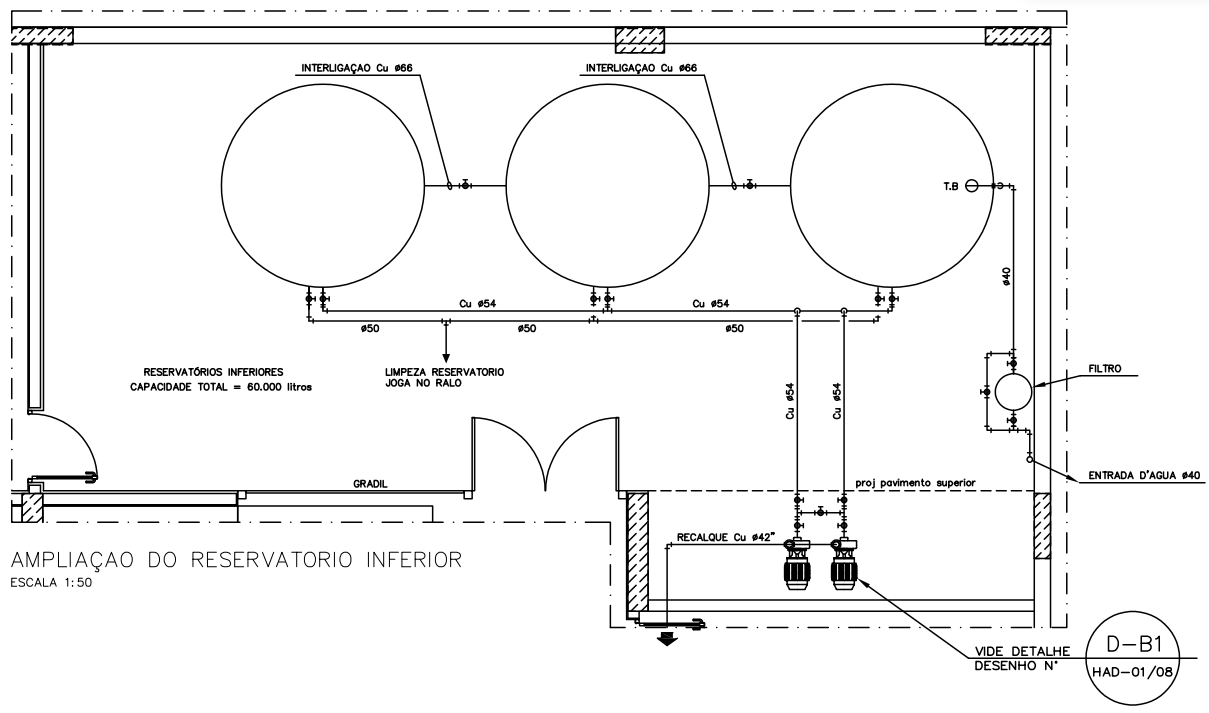 INTERLIGAÇAO Cu ø66
INTERLIGAÇAO Cu ø66
T.B
ø40
Cu ø54
Cu ø54
ø50
ø50
ø50
RESERVATÓRIOS INFERIORES
CAPACIDADE TOTAL = 60.000 litros
LIMPEZA RESERVATORIO
JOGA NO RALO
Cu ø54
Cu ø54
FILTRO
ENTRADA D'AGUA ø40
GRADIL
proj pavimento superior
RECALQUE Cu ø42"
AMPLIAÇAO DO RESERVATORIO INFERIOR
ESCALA 1:50
VIDE DETALHE
DESENHO N°
D-B1
HAD-01/08